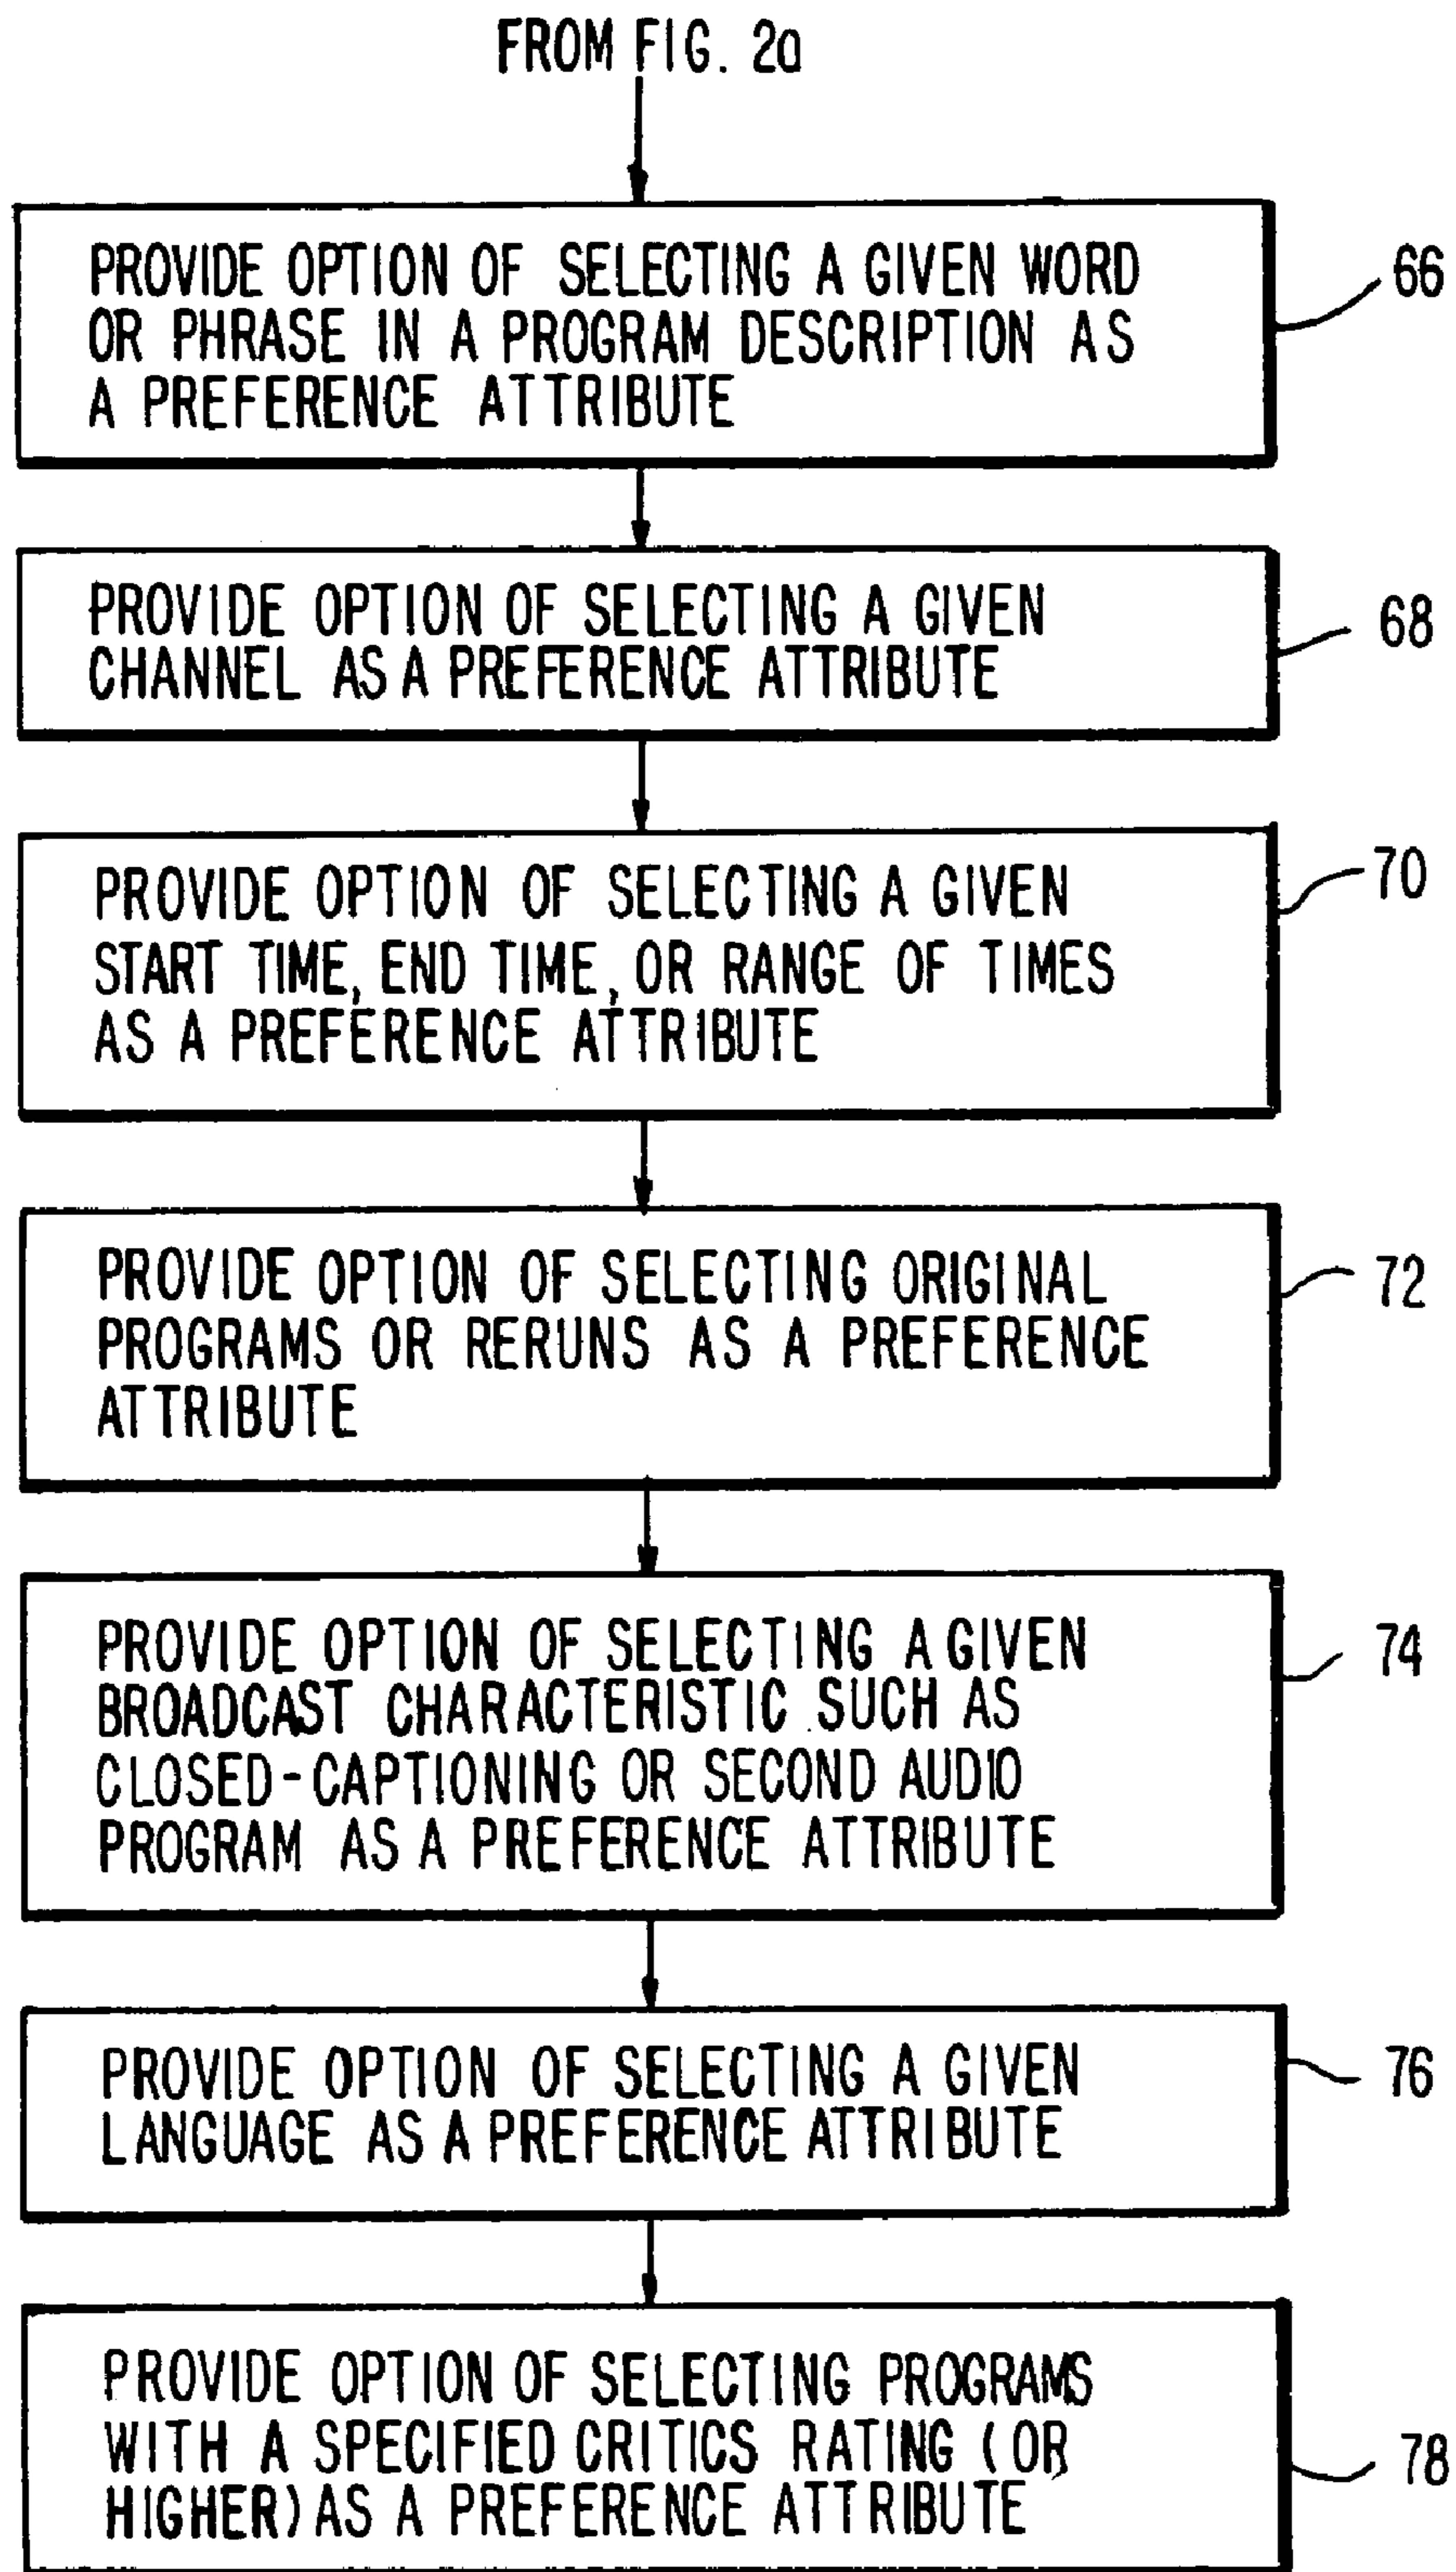 FROM FIG. 2a
PROVIDE OPTION OF SELECTING A GIVEN WORD
OR PHRASE IN A PROGRAM DESCRIPTION AS
A PREFERENCE ATTRIBUTE
66
PROVIDE OPTION OF SELECTING A GIVEN
CHANNEL AS A PREFERENCE ATTRIBUTE
68
PROVIDE OPTION OF SELECTING A GIVEN
START TIME, END TIME, OR RANGE OF TIMES
AS A PREFERENCE ATTRIBUTE
70
PROVIDE OPTION OF SELECTING ORIGINAL
PROGRAMS OR RERUNS AS A PREFERENCE
ATTRIBUTE
72
PROVIDE OPTION OF SELECTING A GIVEN
BROADCAST CHARACTERISTIC SUCH AS
CLOSED-CAPTIONING OR SECOND AUDIO
PROGRAM AS A PREFERENCE ATTRIBUTE
74
PROVIDE OPTION OF SELECTING A GIVEN
LANGUAGE AS A PREFERENCE ATTRIBUTE
76
PROVIDE OPTION OF SELECTING PROGRAMS
WITH A SPECIFIED CRITICS RATING (OR
HIGHER) AS A PREFERENCE ATTRIBUTE
78